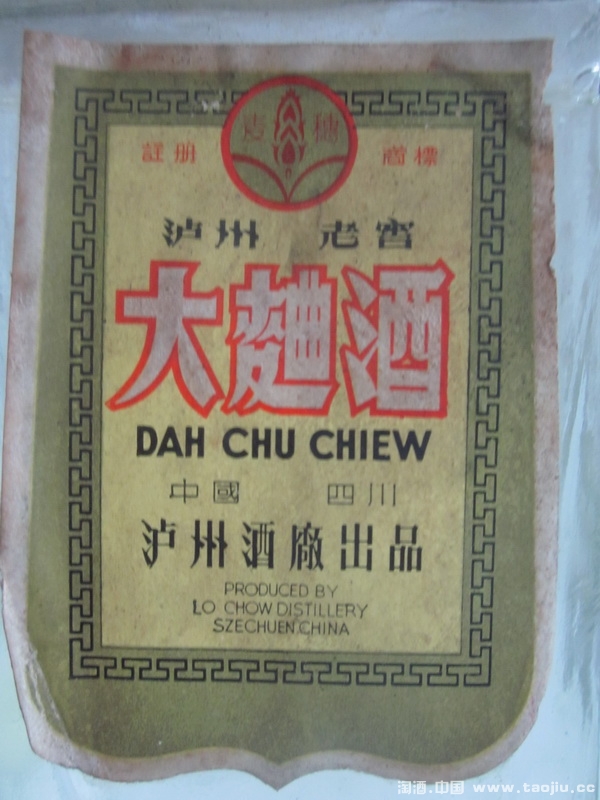 麦 穗
註册 商標
泸州 老窖
大麯酒
DAH CHU CHIEW
中國 四川
泸州酒廠出品
PRODUCED BY
LO CHOW DISTILLERY
SZECHUEN.CHINA
淘酒.中国 www.taojiu.cc